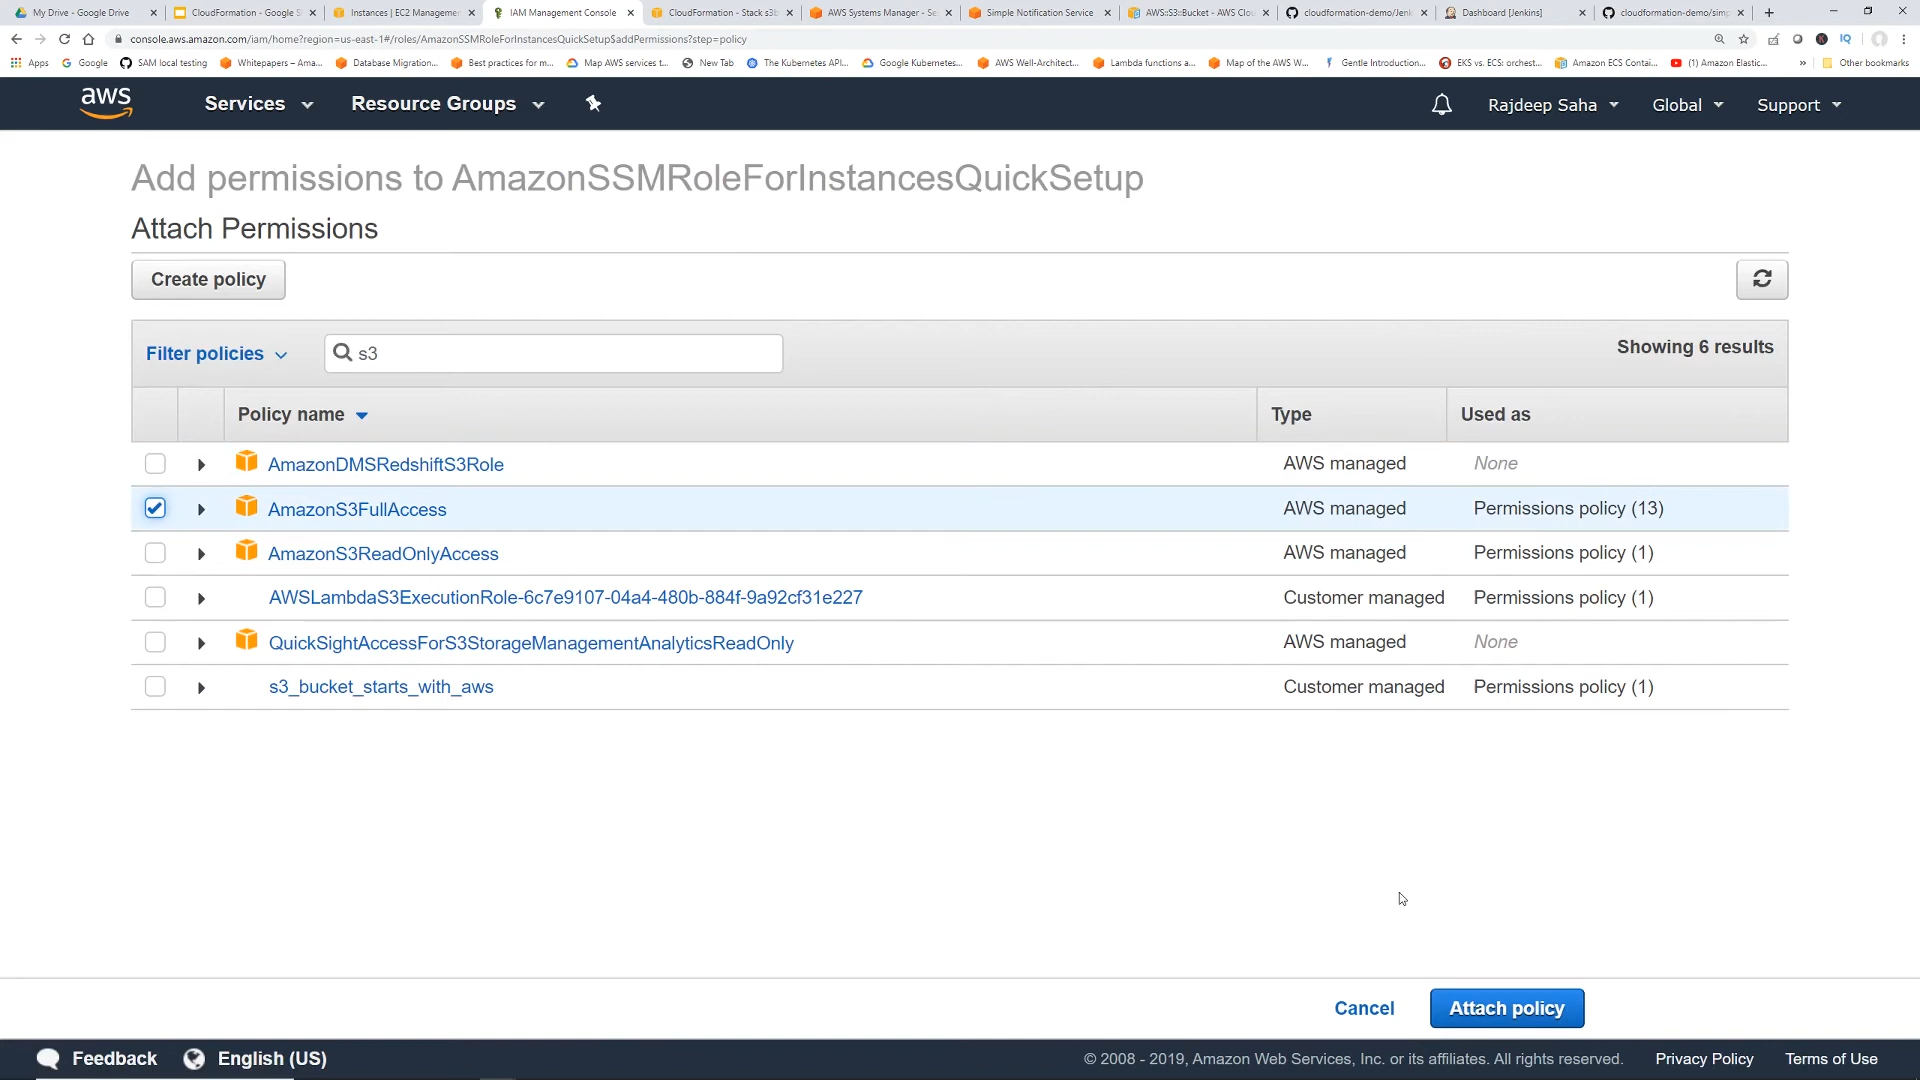 My Drive - Google Drive
CloudFormation - Google S
Instances | EC2 Managemen
IAM Management Console
CloudFormation - Stack s3b
AWS Systems Manager - Se
Simple Notification Service
AWS::S3::Bucket - AWS Clou
cloudformation-demo/Jenk
Dashboard [Jenkins]
cloudformation-demo/simp
console.aws.amazon.com/iam/home?region=us-east-1#/roles/AmazonSSMRoleForInstancesQuickSetup$addPermissions?step=policy
Apps
Google
SAM local testing
Whitepapers – Ama...
Database Migration...
Best practices for m...
Map AWS services t...
New Tab
The Kubernetes API...
Google Kubernetes...
AWS Well-Architect...
Lambda functions a...
Map of the AWS W...
Gentle Introduction...
EKS vs. ECS: orchest...
Amazon ECS Contai...
(1) Amazon Elastic...
»
Other bookmarks
aws
Services
Resource Groups
Rajdeep Saha
Global
Support
Add permissions to AmazonSSMRoleForInstancesQuickSetup
Attach Permissions
Create policy
Filter policies
s3
Showing 6 results
Policy name
Type
Used as
AmazonDMSRedshiftS3Role
AWS managed
None
AmazonS3FullAccess
AWS managed
Permissions policy (13)
AmazonS3ReadOnlyAccess
AWS managed
Permissions policy (1)
AWSLambdaS3ExecutionRole-6c7e9107-04a4-480b-884f-9a92cf31e227
Customer managed
Permissions policy (1)
QuickSightAccessForS3StorageManagementAnalyticsReadOnly
AWS managed
None
s3_bucket_starts_with_aws
Customer managed
Permissions policy (1)
Cancel
Attach policy
Feedback
English (US)
© 2008 - 2019, Amazon Web Services, Inc. or its affiliates. All rights reserved.
Privacy Policy
Terms of Use